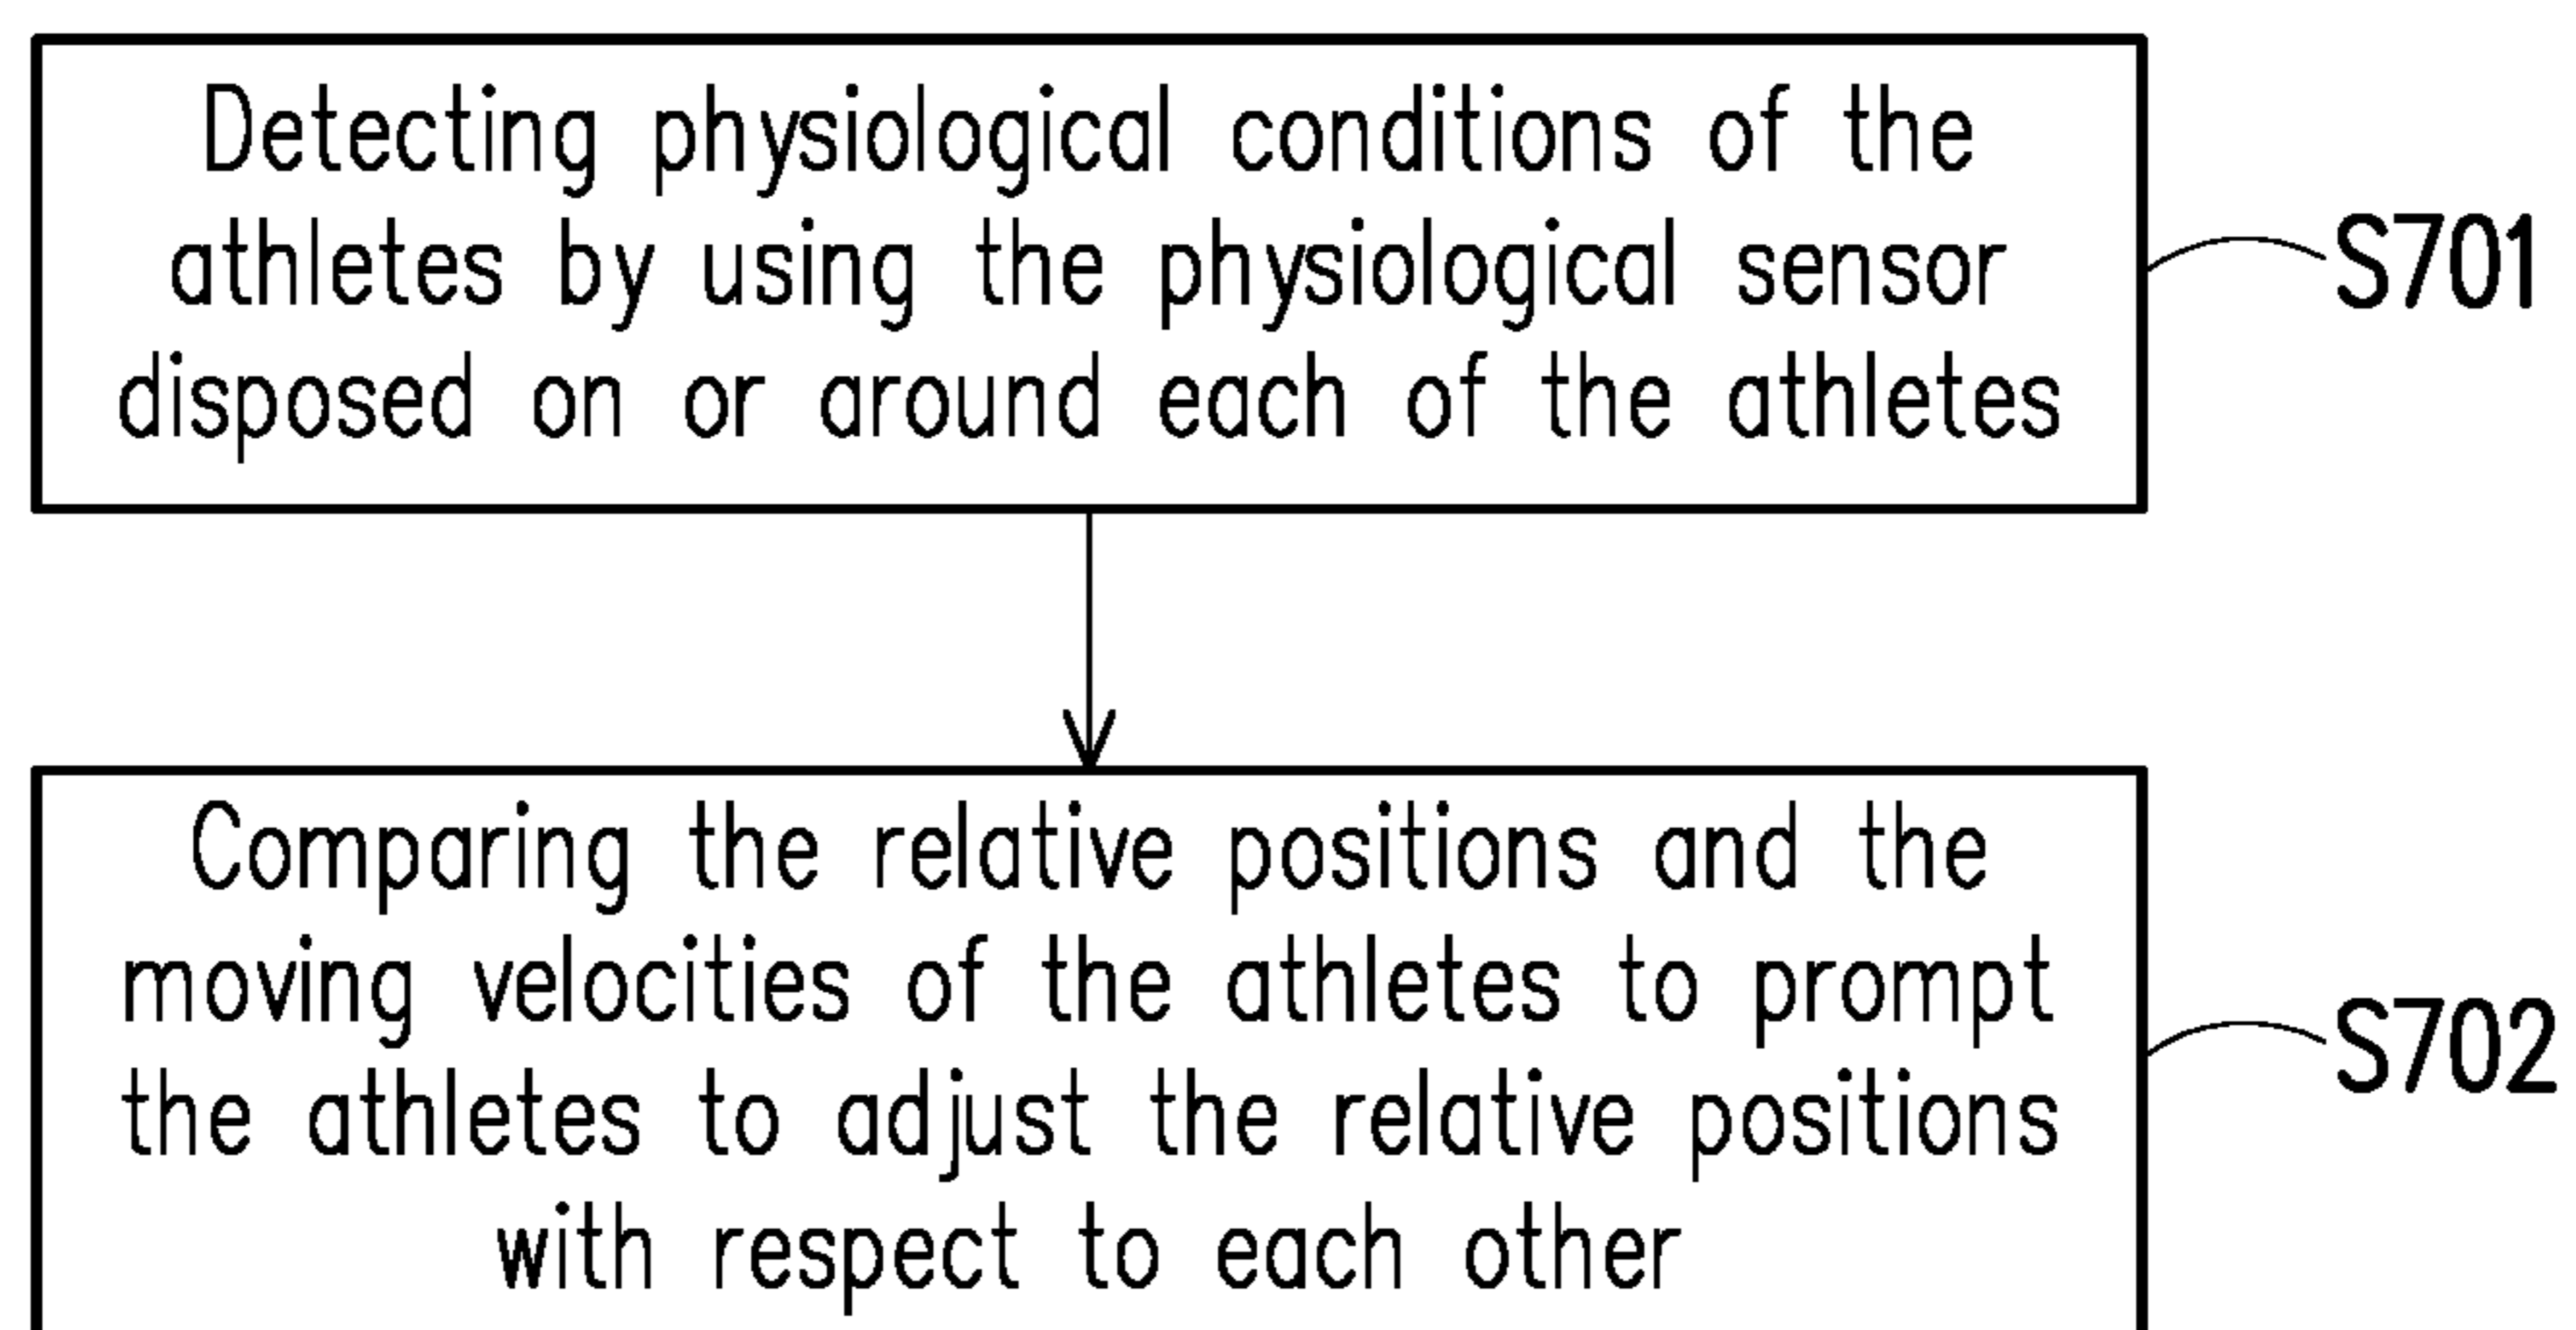 Detecting physiological conditions of the
athletes by using the physiological sensor
disposed on or around each of the athletes
S701
Comparing the relative positions and the
moving velocities of the athletes to prompt
the athletes to adjust the relative positions
with respect to each other
S702